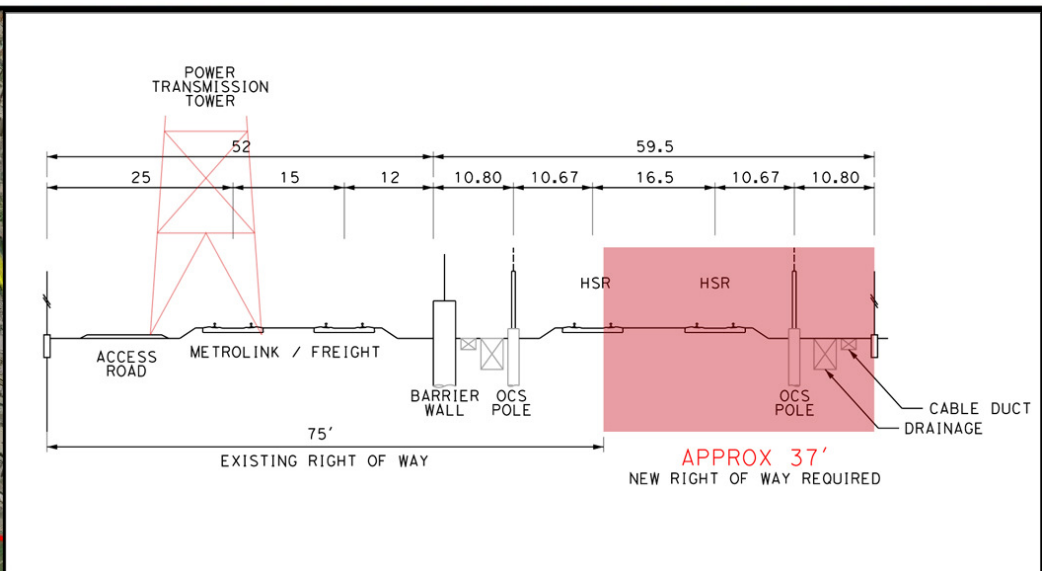 POWER
TRANSMISSION
TOWER
52
59.5
25
15
12
10.80
10.67
16.5
10.67
10.80
HSR
HSR
ACCESS
ROAD
METROLINK / FREIGHT
BARRIER
WALL
OCS
POLE
OCS
POLE
CABLE DUCT
DRAINAGE
75'
EXISTING RIGHT OF WAY
APPROX 37'
NEW RIGHT OF WAY REQUIRED